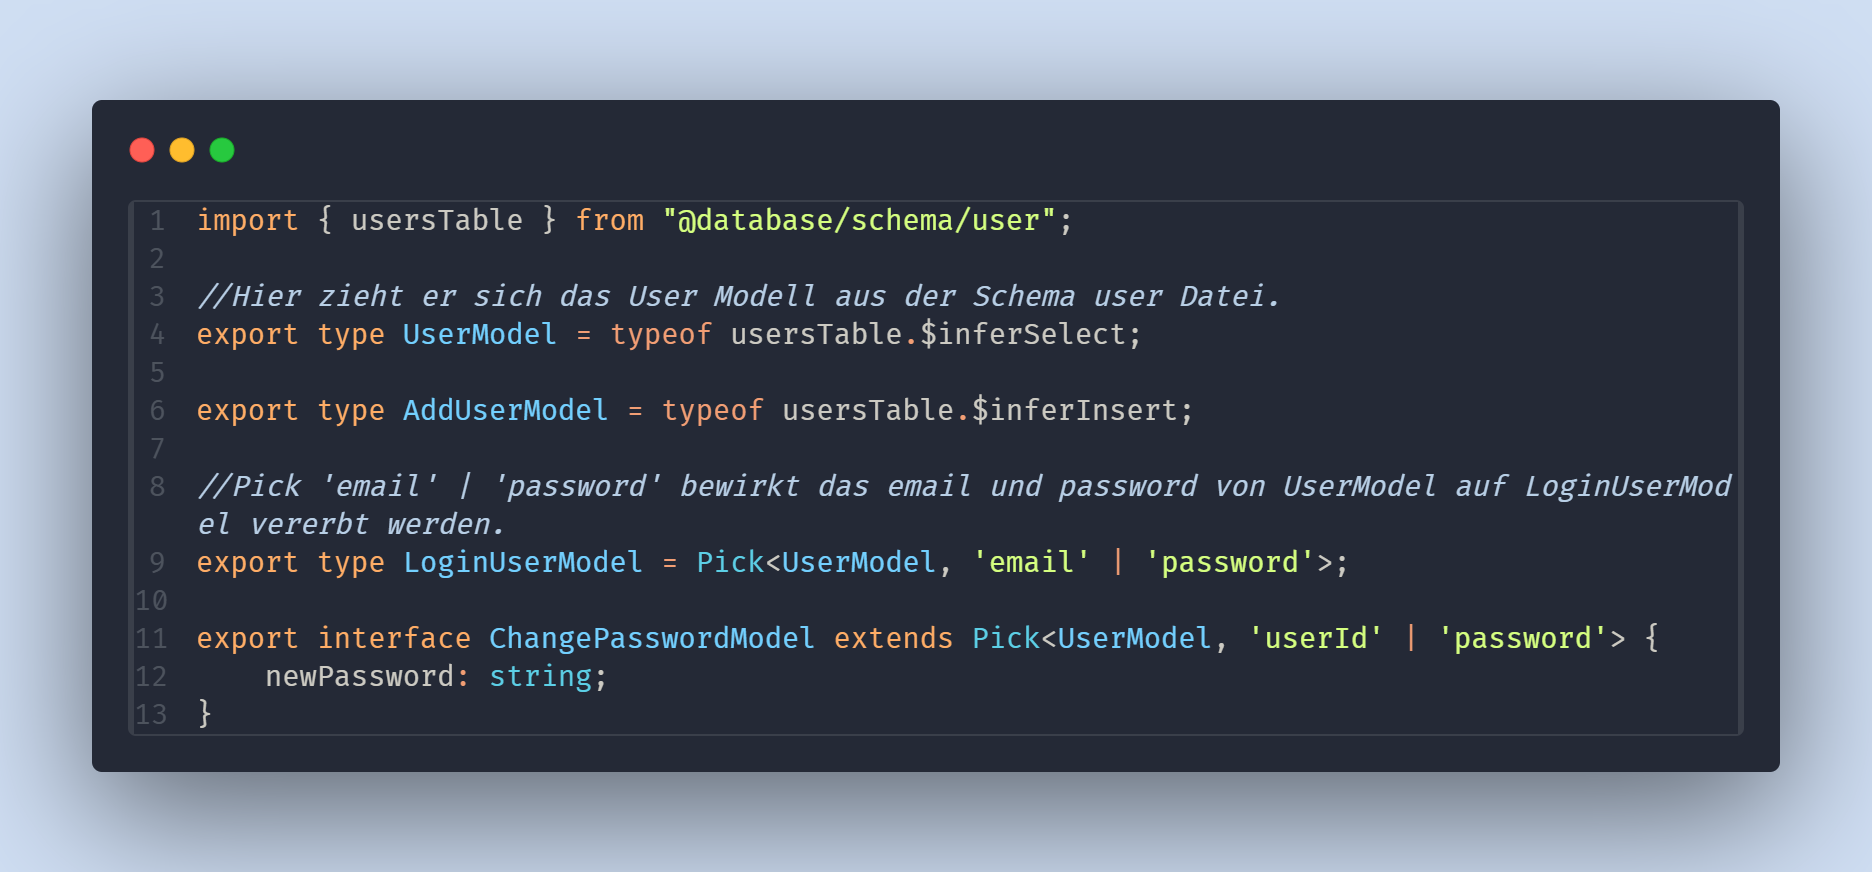 1 import { usersTable } from "@database/schema/user";
2
3 //Hier zieht er sich das User Modell aus der Schema user Datei.
4 export type UserModel = typeof usersTable.$inferSelect;
5
6 export type AddUserModel = typeof usersTable.$inferInsert;
7
8 //Pick 'email' | 'password' bewirkt das email und password von UserModel auf LoginUserMod
el vererbt werden.
9 export type LoginUserModel = Pick<UserModel, 'email' | 'password'>;
10
11 export interface ChangePasswordModel extends Pick<UserModel, 'userId' | 'password'> {
12     newPassword: string;
13 }